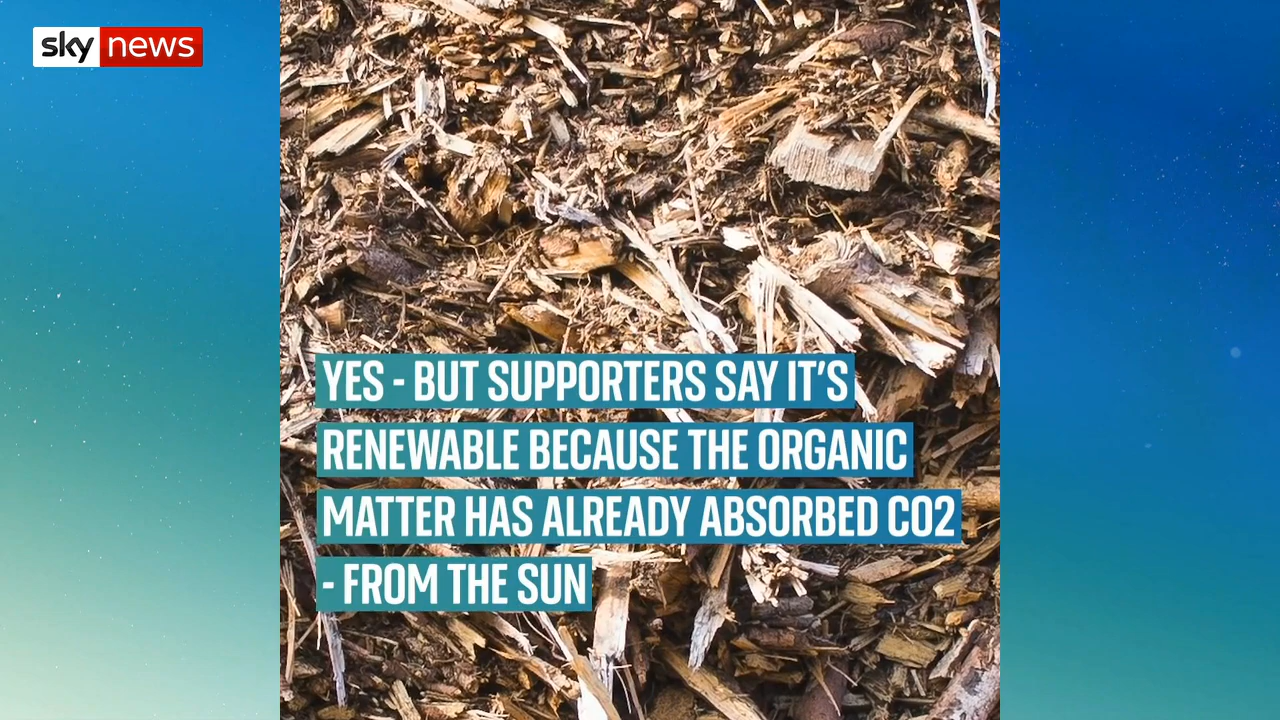 sky news
YES - BUT SUPPORTERS SAY IT'S
RENEWABLE BECAUSE THE ORGANIC
MATTER HAS ALREADY ABSORBED CO2
- FROM THE SUN